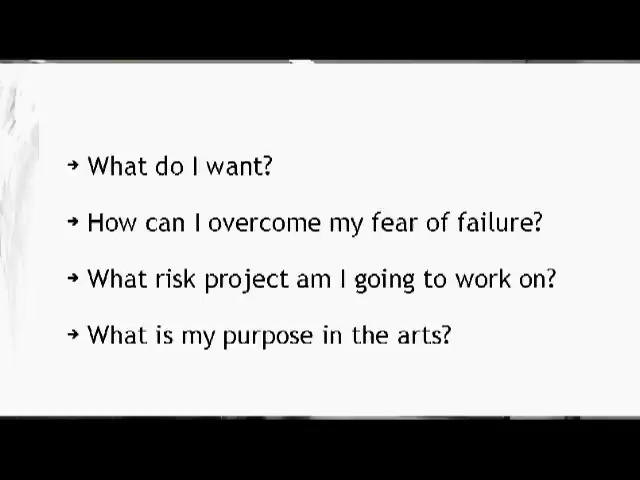 → What do I want?
→ How can I overcome my fear of failure?
→ What risk project am I going to work on?
→ What is my purpose in the arts?